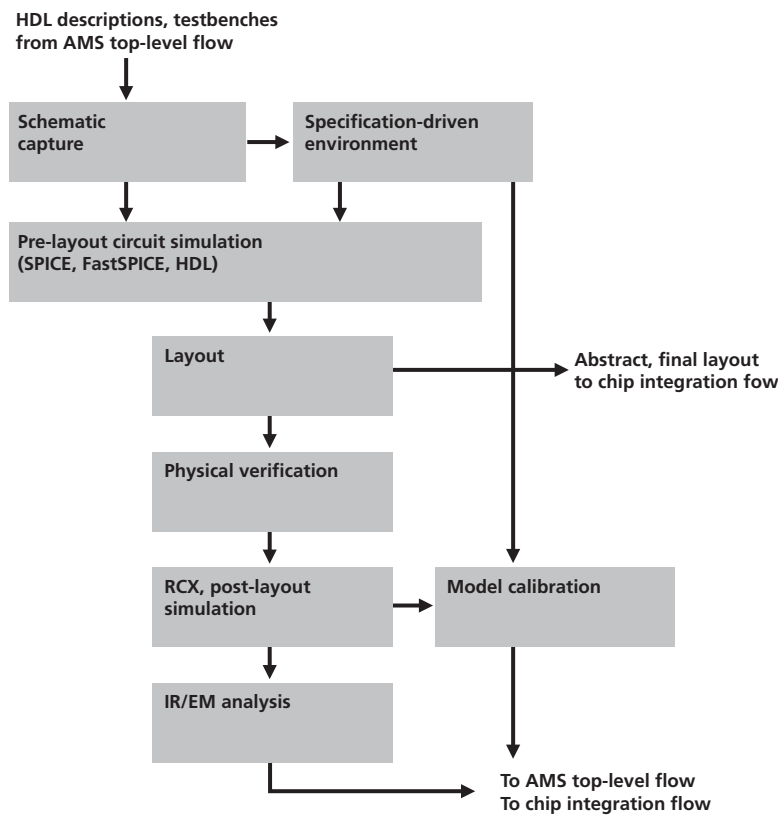 HDL descriptions, testbenches
from AMS top-level flow
Schematic
capture
Specification-driven
environment
Pre-layout circuit simulation
(SPICE, FastSPICE, HDL)
Layout
Abstract, final layout
to chip integration fow
Physical verification
RCX, post-layout
simulation
Model calibration
IR/EM analysis
To AMS top-level flow
To chip integration flow